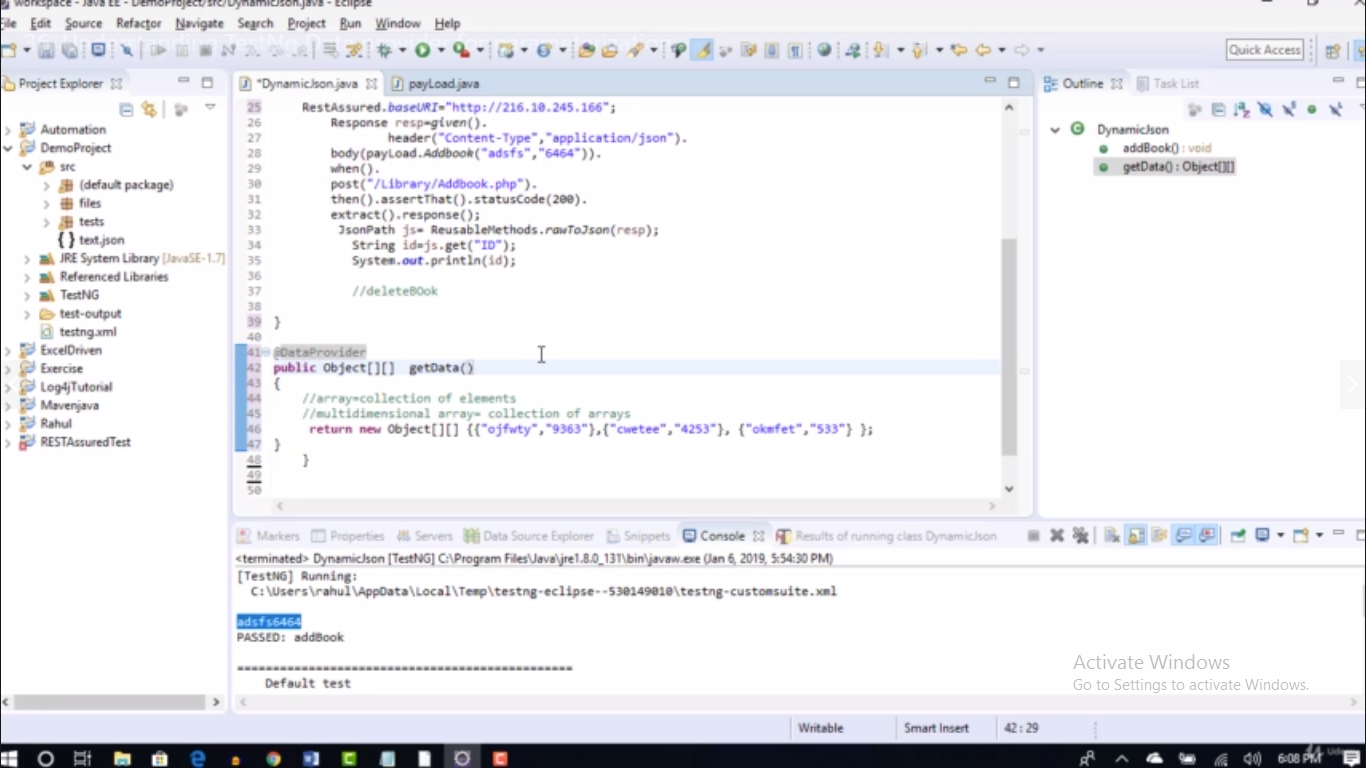 workspace - Java EE - DemoProject/src/DynamicJson.java - Eclipse
File Edit Source Refactor Navigate Search Project Run Window Help
Quick Access
Project Explorer
Automation
DemoProject
src
(default package)
files
tests
text.json
JRE System Library [JavaSE-1.7]
Referenced Libraries
TestNG
test-output
testng.xml
ExcelDriven
Exercise
Log4jTutorial
Mavenjava
Rahul
RESTAssuredTest
*DynamicJson.java payLoad.java
25 RestAssured.baseURI="http://216.10.245.166";
26 Response resp=given().
27 header("Content-Type","application/json").
28 body(payLoad.Addbook("adsfs","6464")).
29 when().
30 post("/Library/Addbook.php").
31 then().assertThat().statusCode(200).
32 extract().response();
33 JsonPath js= ReusableMethods.rawToJson(resp);
34 String id=js.get("ID");
35 System.out.println(id);
36
37 //deleteBOok
38
39 }
40
41 @DataProvider
42 public Object[][] getData()
43 {
44 //array=collection of elements
45 //multidimensional array= collection of arrays
46 return new Object[][] {{"ojfwty","9363"},{"cwetee","4253"}, {"okmfet","533"} };
47 }
48 }
49
50
Outline Task List
DynamicJson
addBook() : void
getData() : Object[][]
Markers Properties Servers Data Source Explorer Snippets Console Results of running class DynamicJson
<terminated> DynamicJson [TestNG] C:\Program Files\Java\jre1.8.0_131\bin\javaw.exe (Jan 6, 2019, 5:54:30 PM)
[TestNG] Running:
C:\Users\rahul\AppData\Local\Temp\testng-eclipse--530149010\testng-customsuite.xml
adsfs6464
PASSED: addBook
===============================================
Default test
Activate Windows
Go to Settings to activate Windows.
Writable Smart Insert 42 : 29
6:08 PM